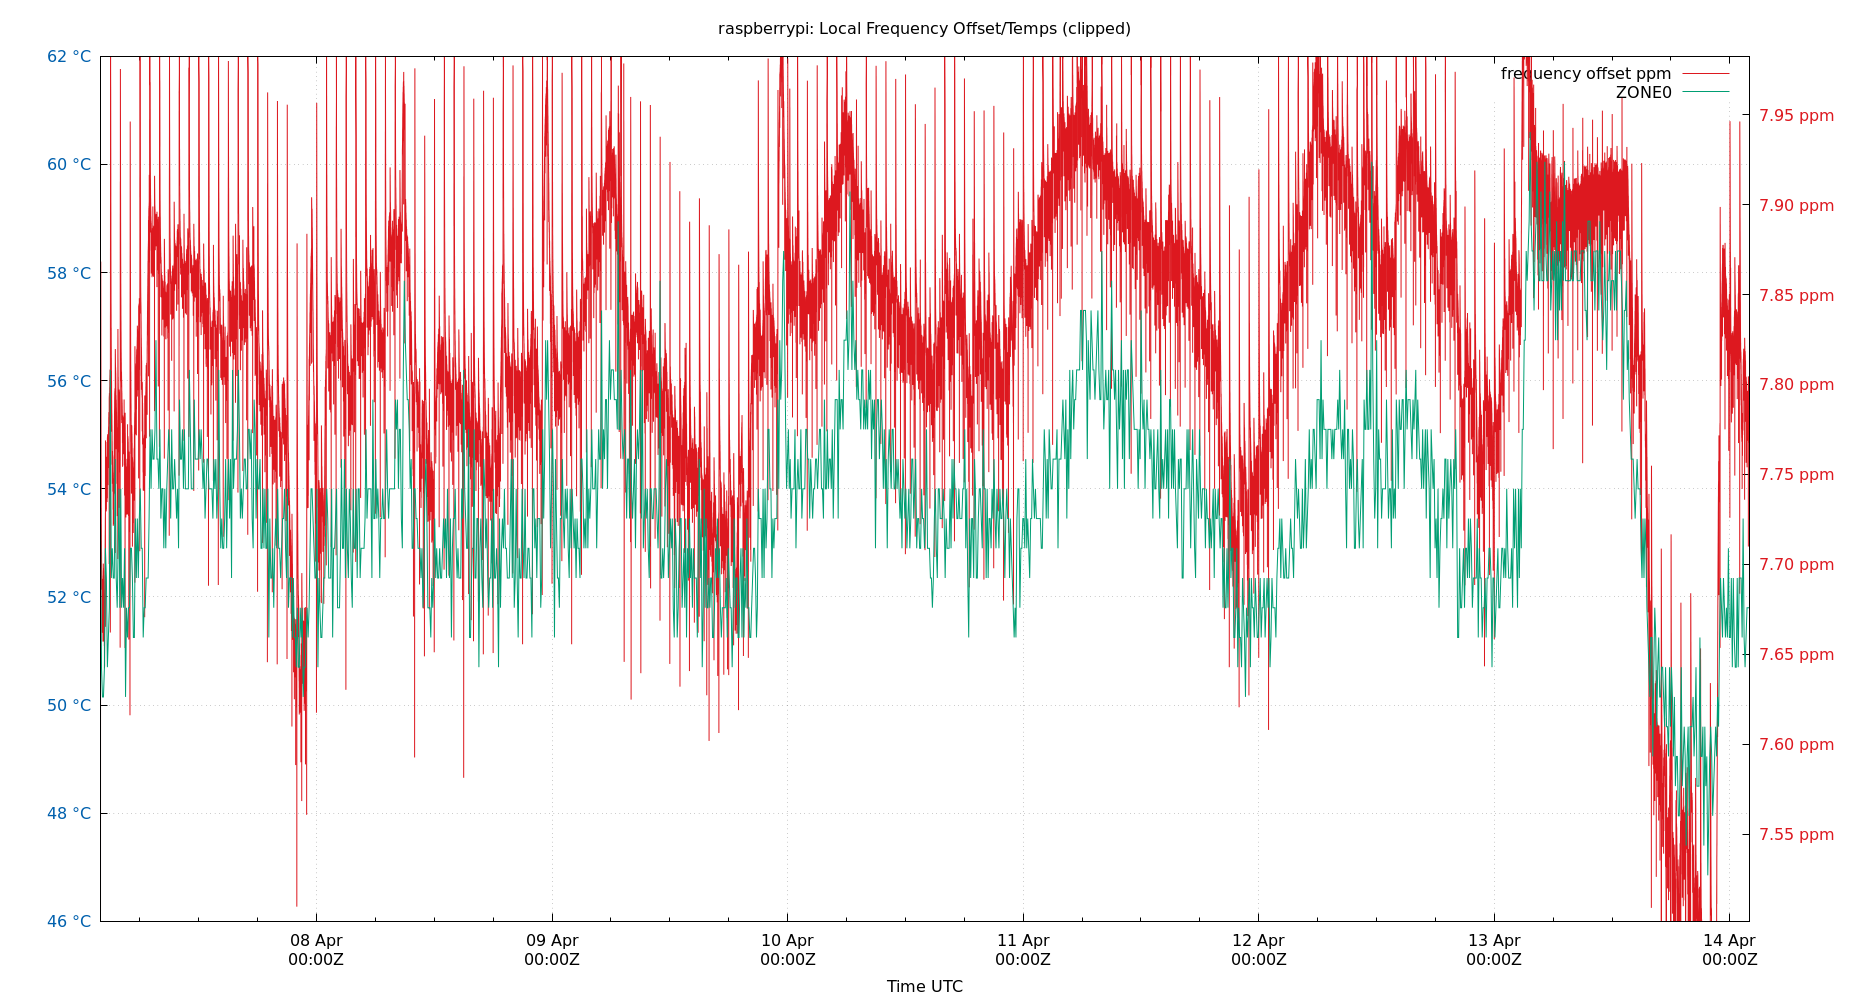 raspberrypi: Local Frequency Offset/Temps (clipped)
62 °C
60 °C
58 °C
56 °C
54 °C
52 °C
50 °C
48 °C
46 °C
frequency offset ppm
ZONE0
7.95 ppm
7.90 ppm
7.85 ppm
7.80 ppm
7.75 ppm
7.70 ppm
7.65 ppm
7.60 ppm
7.55 ppm
08 Apr 09 Apr 10 Apr 11 Apr 12 Apr 13 Apr 14 Apr
00:00Z 00:00Z 00:00Z 00:00Z 00:00Z 00:00Z 00:00Z
Time UTC